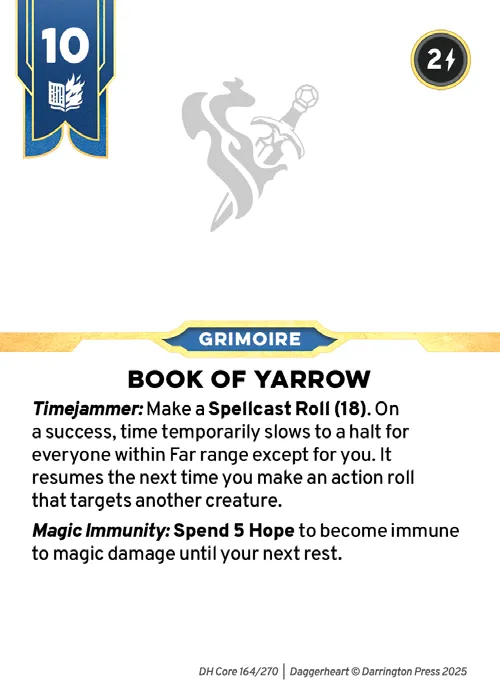 10
2
GRIMOIRE
BOOK OF YARROW
Timejammer: Make a Spellcast Roll (18). On
a success, time temporarily slows to a halt for
everyone within Far range except for you. It
resumes the next time you make an action roll
that targets another creature.
Magic Immunity: Spend 5 Hope to become immune
to magic damage until your next rest.
DH Core 164/270 | Daggerheart © Darrington Press 2025